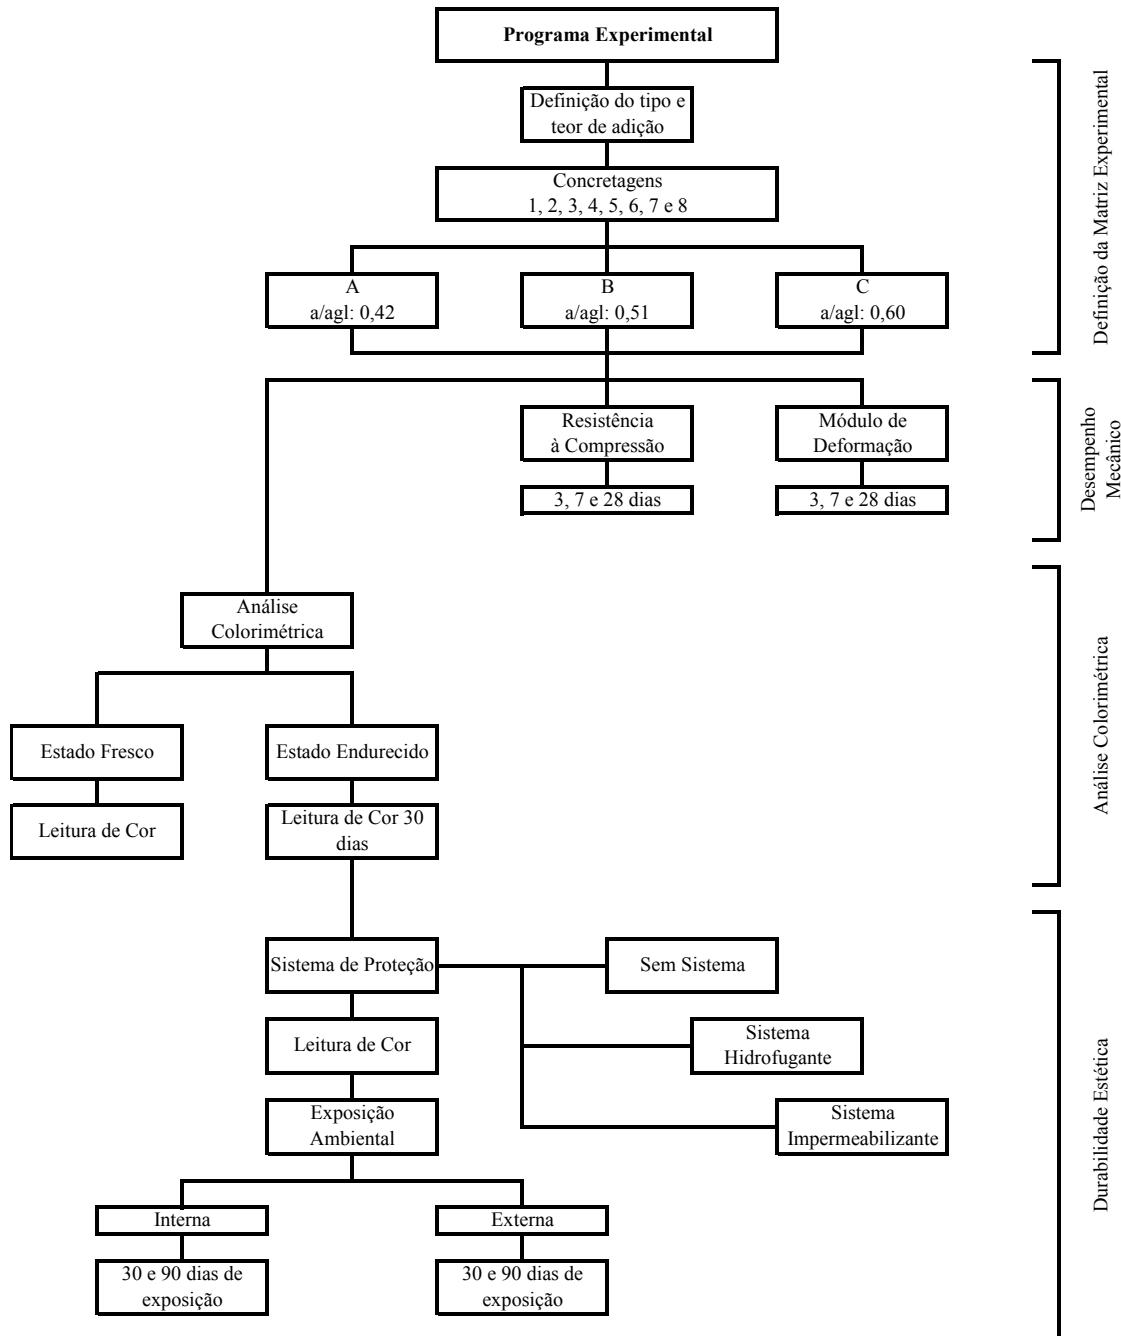 Programa Experimental
Definição do tipo e
teor de adição
Concretagens
1, 2, 3, 4, 5, 6, 7 e 8
A
a/agl: 0,42
B
a/agl: 0,51
C
a/agl: 0,60
Definição da Matriz Experimental
Resistência
à Compressão
3, 7 e 28 dias
Módulo de
Deformação
3, 7 e 28 dias
Desempenho
Mecânico
Análise
Colorimétrica
Estado Fresco
Leitura de Cor
Estado Endurecido
Leitura de Cor 30
dias
Análise Colorimétrica
Sistema de Proteção
Sem Sistema
Leitura de Cor
Sistema
Hidrofugante
Exposição
Ambiental
Sistema
Impermeabilizante
Interna
30 e 90 dias de
exposição
Externa
30 e 90 dias de
exposição
Durabilidade Estética